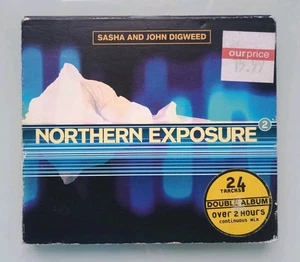 SASHA AND JOHN DIGWEED
ourprice
NORTHERN EXPOSURE 2
24
TRACKS
DOUBLE ALBUM
OVER 2 HOURS
CONTINUOUS MIX